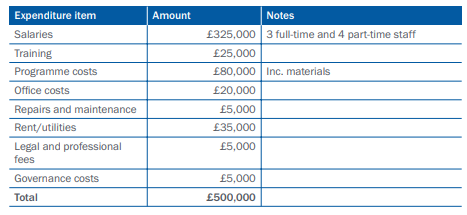 Expenditure Item Amount Notes
Salaries £325,000 3 full-time and 4 part-time staff
Training £25,000
Programme costs £80,000 Inc. materials
Office costs £20,000
Repairs and maintenance £5,000
Rent/utilities £35,000
Legal and professional £5,000
fees
Governance costs £5,000
Total £500,000